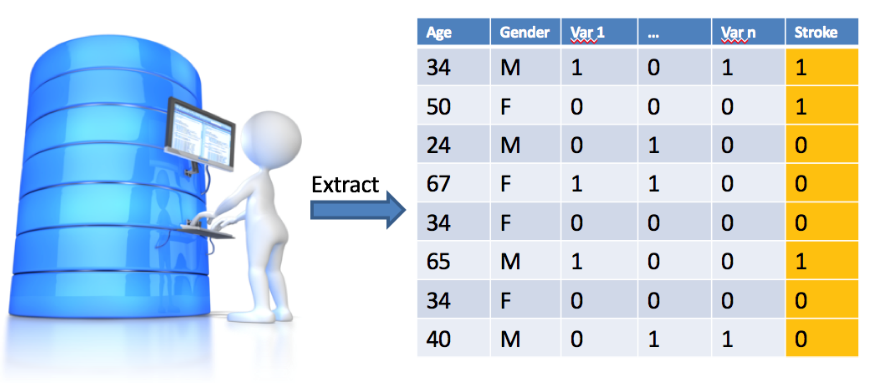 Age Gender Var 1 ... Var n Stroke
34 M 1 0 1 1
50 F 0 0 0 1
24 M 0 1 0 0
67 F 1 1 0 0
34 F 0 0 0 0
65 M 1 0 0 1
34 F 0 0 0 0
40 M 0 1 1 0
Extract